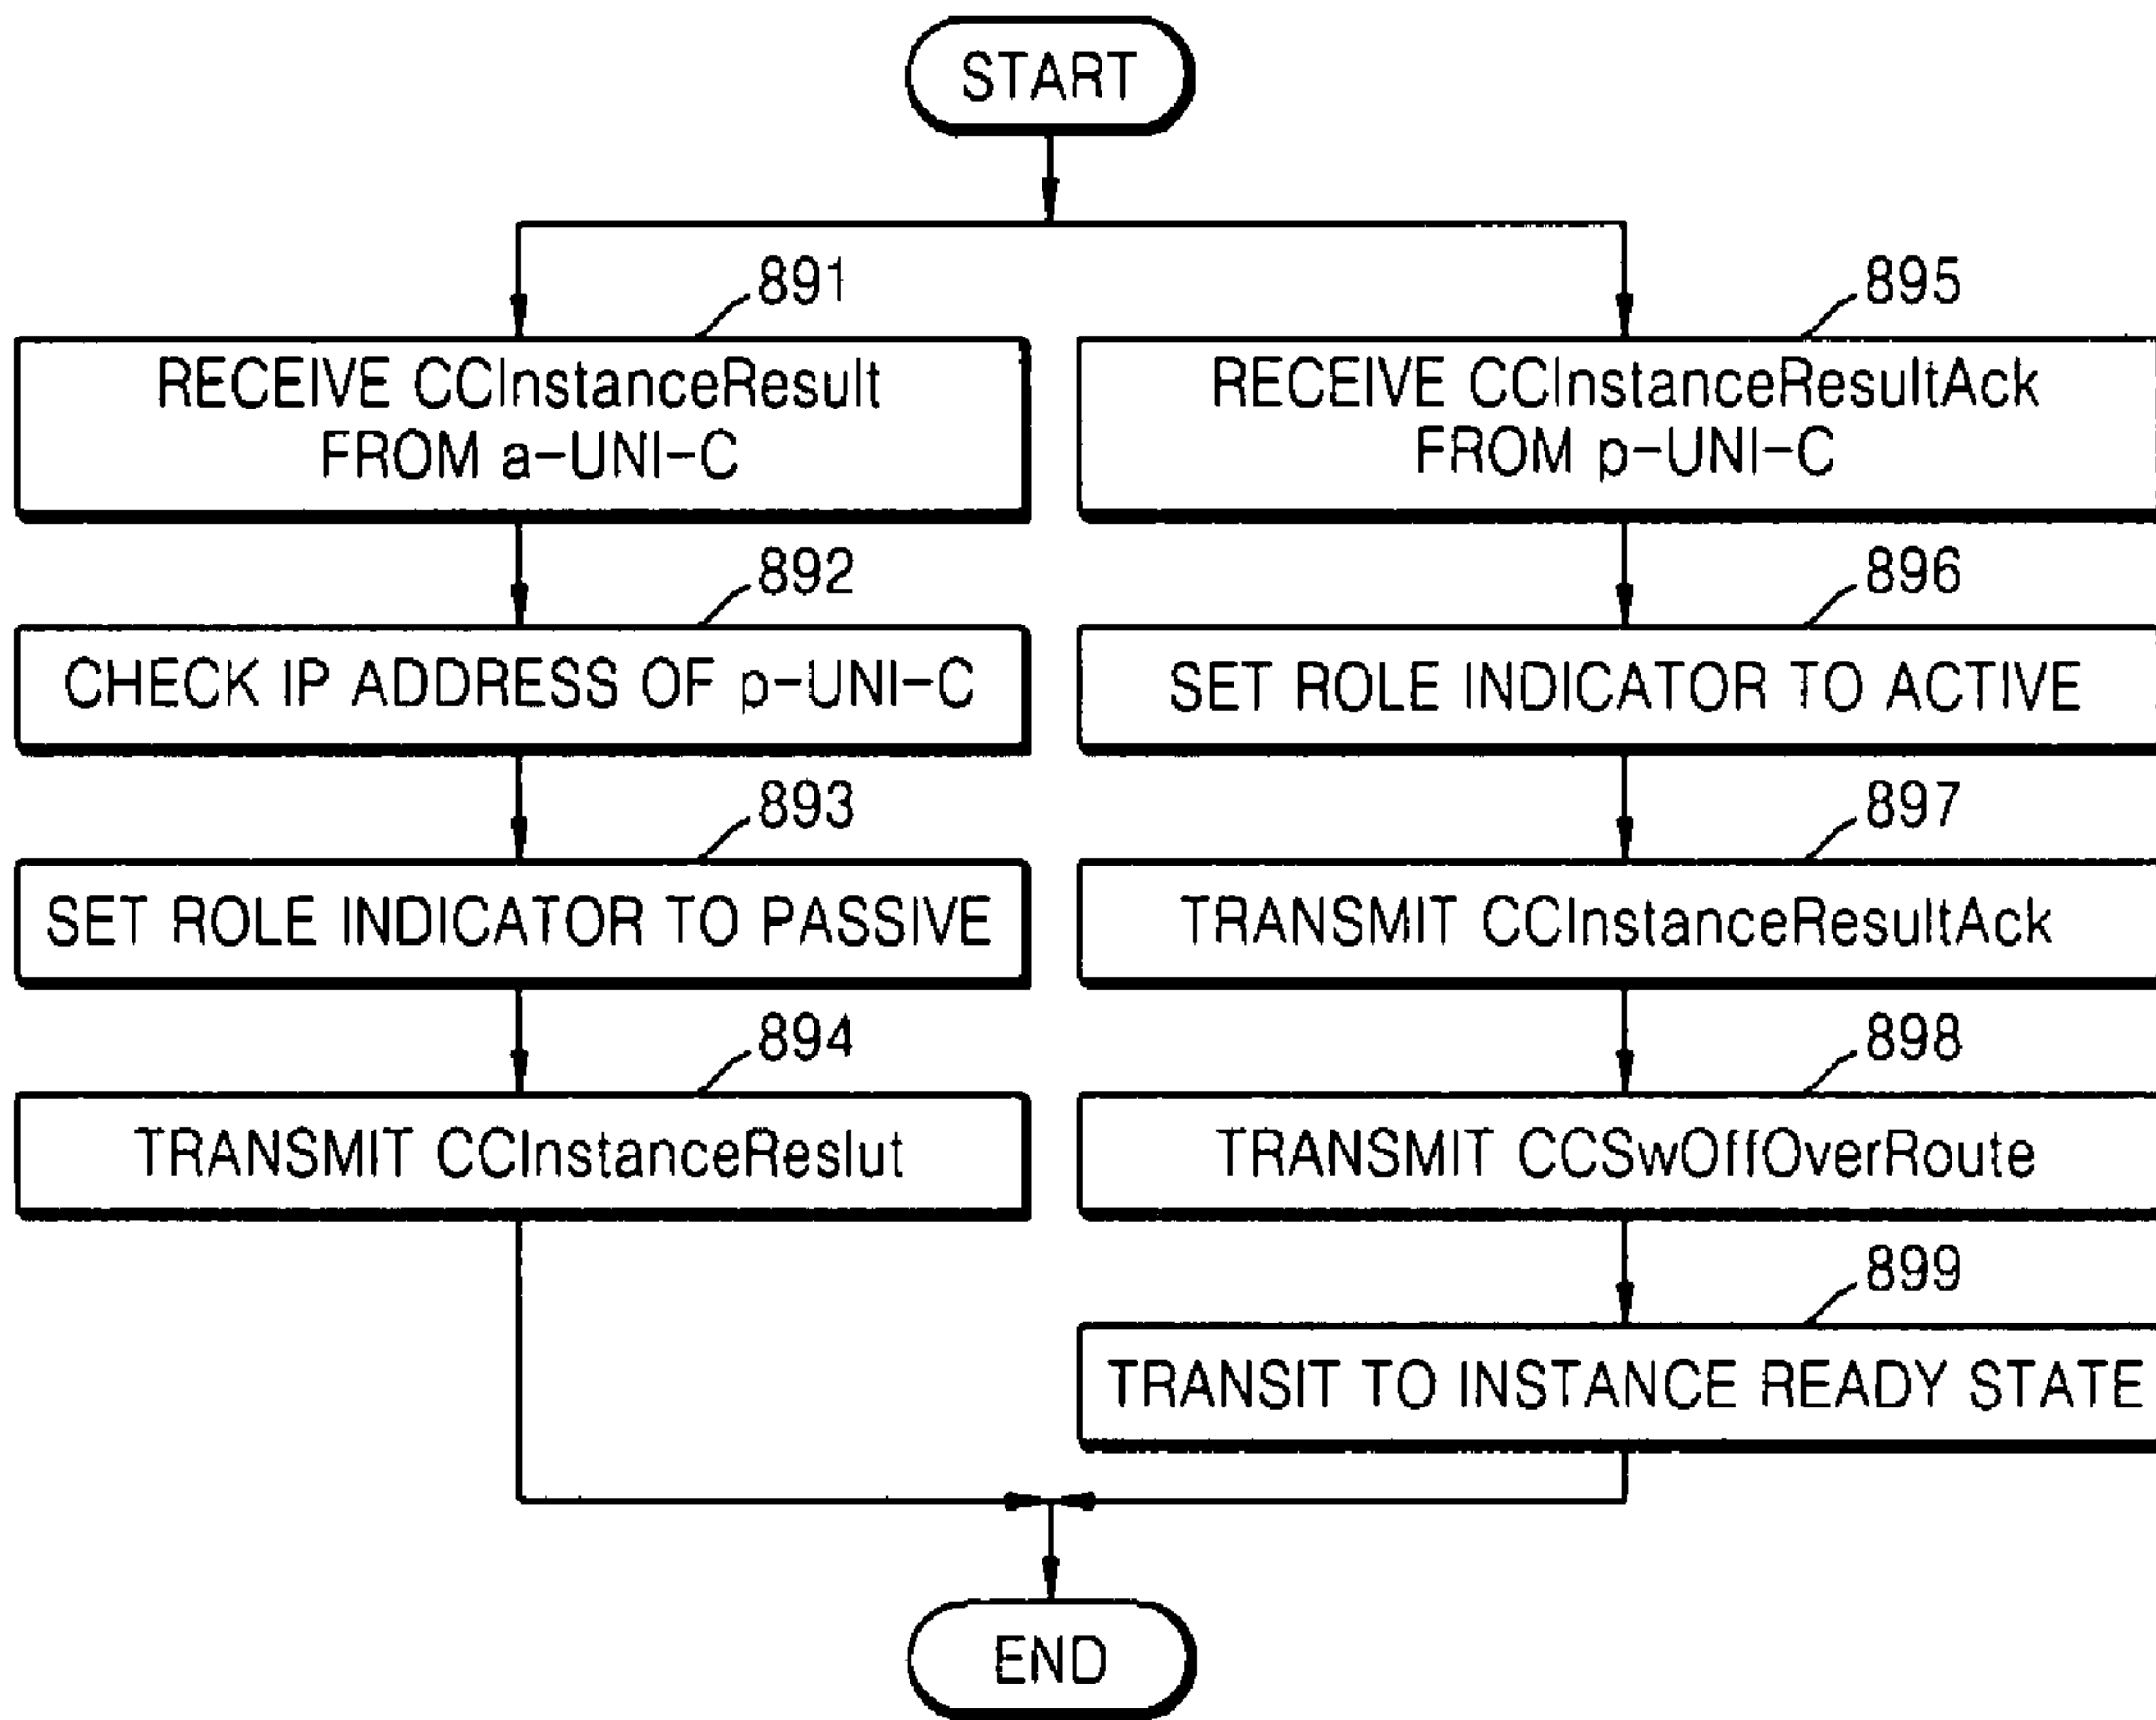 START
891
RECEIVE CCInstanceResult
FROM a-UNI-C
892
CHECK IP ADDRESS OF p-UNI-C
893
SET ROLE INDICATOR TO PASSIVE
894
TRANSMIT CCInstanceReslut
895
RECEIVE CCInstanceResultAck
FROM p-UNI-C
896
SET ROLE INDICATOR TO ACTIVE
897
TRANSMIT CCInstanceResultAck
898
TRANSMIT CCSwOffOverRoute
899
TRANSIT TO INSTANCE READY STATE
END